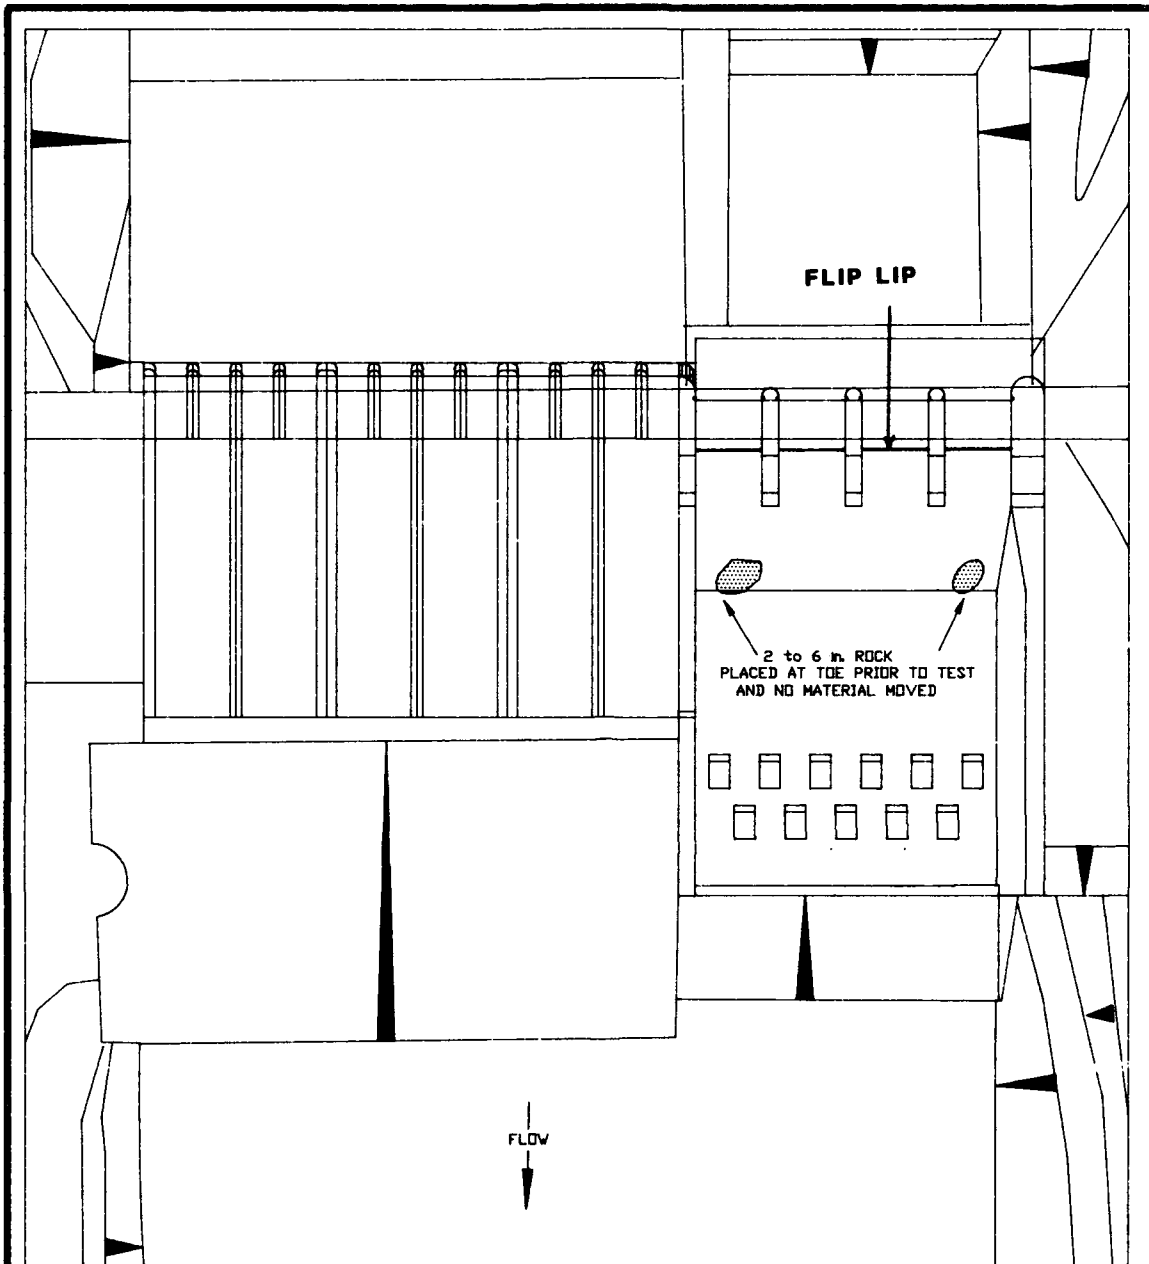 FLIP LIP
2 to 6 in. ROCK
PLACED AT TOE PRIOR TO TEST
AND NO MATERIAL MOVED
FLOW